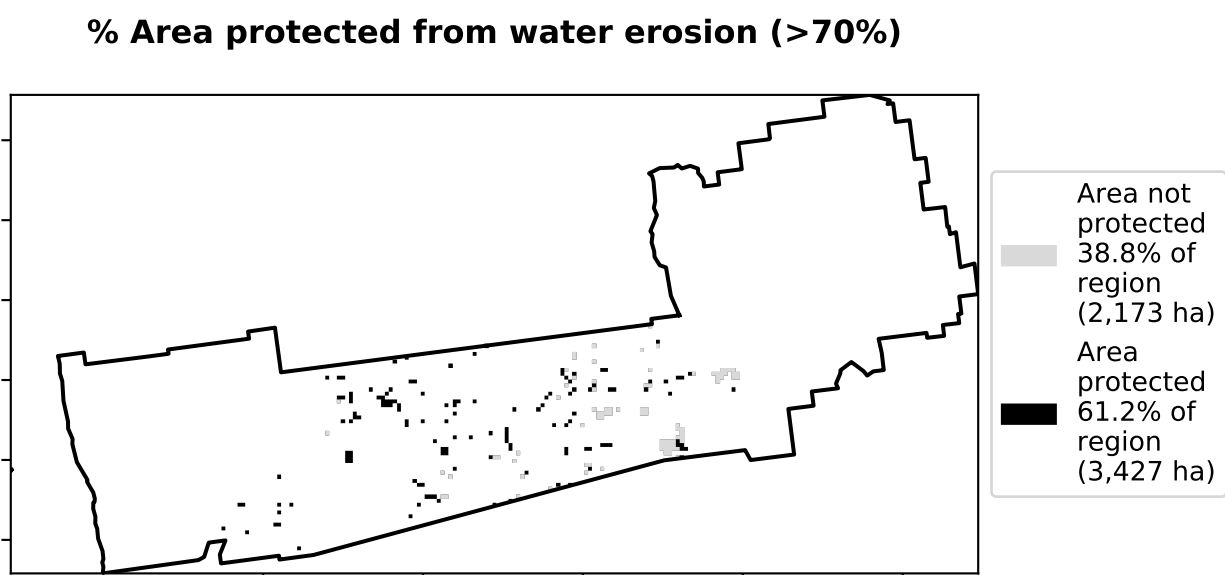 % Area protected from water erosion (>70%)
Area not
protected
38.8% of
region
(2,173 ha)
Area
protected
61.2% of
region
(3,427 ha)